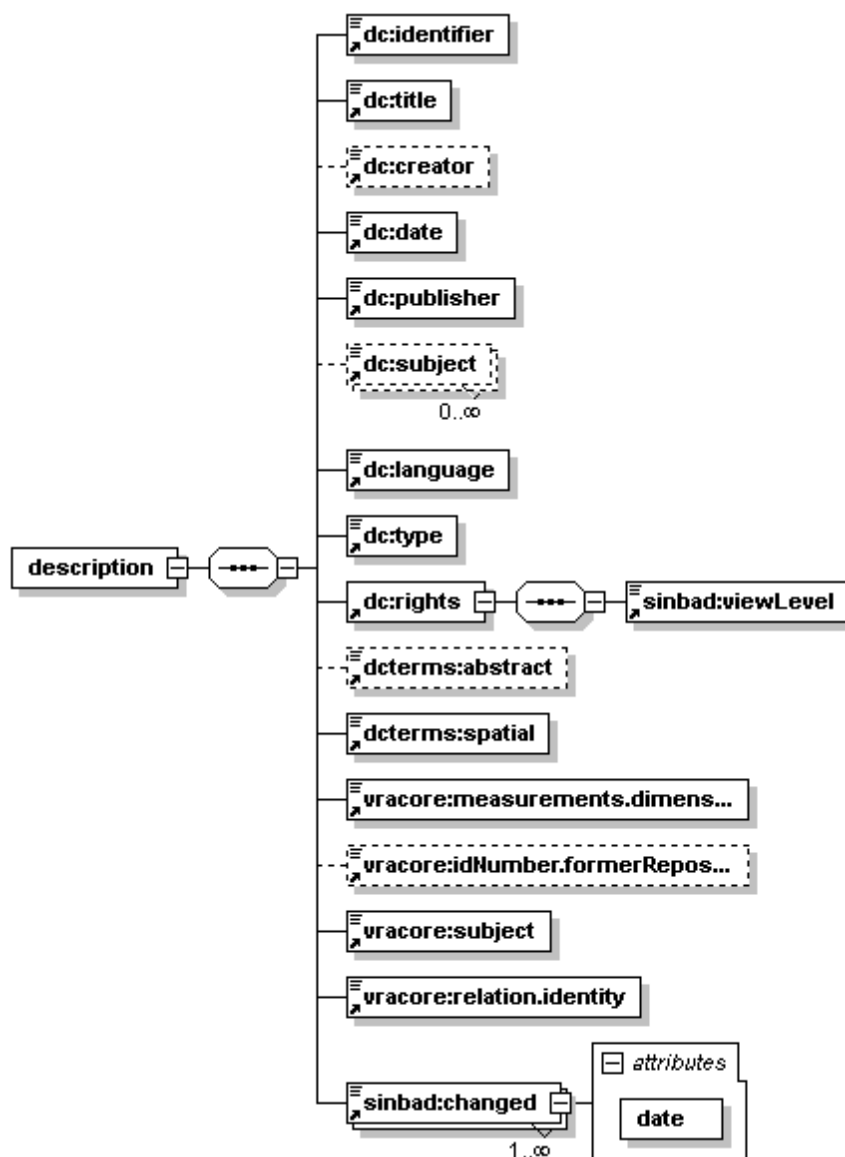 dc:identifier
dc:title
dc:creator
dc:date
dc:publisher
dc:subject
0..∞
dc:language
dc:type
description
dc:rights
sinbad:viewLevel
dcterms:abstract
dcterms:spatial
vracore:measurements.dimens...
vracore:idNumber.formerRepos...
vracore:subject
vracore:relation.identity
attributes
sinbad:changed
date
1..∞